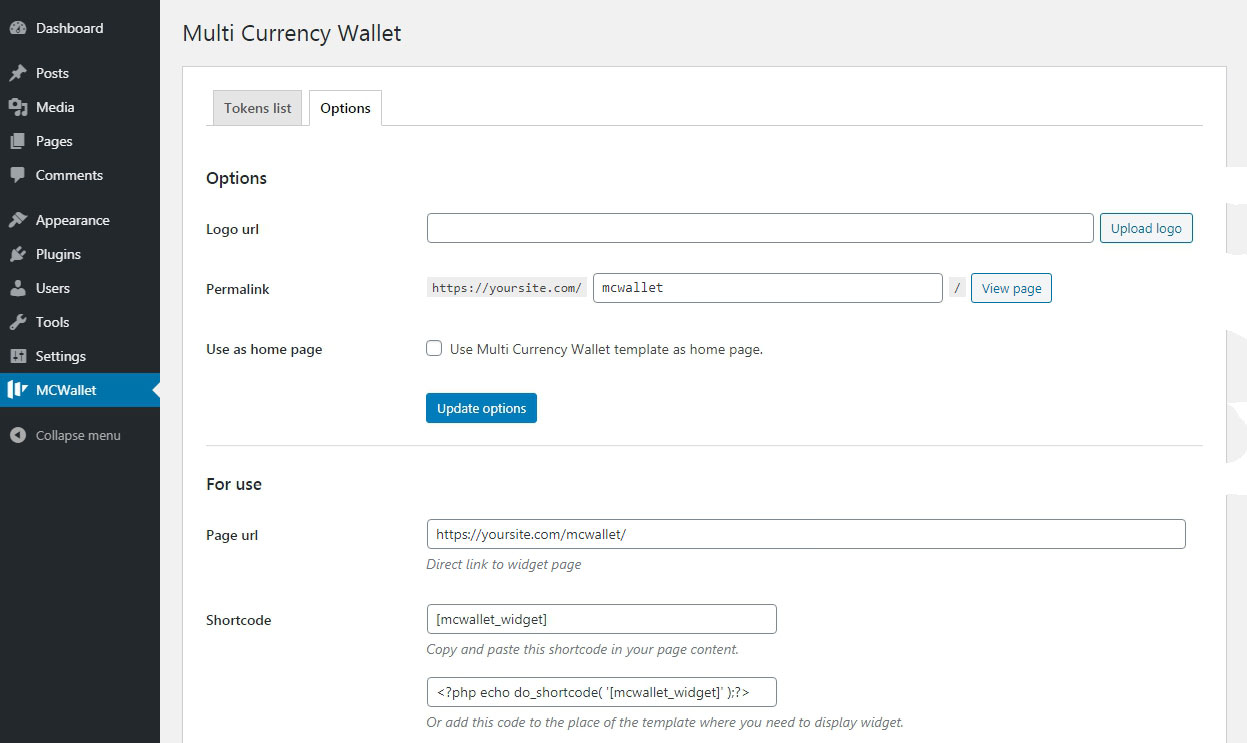 Dashboard
Posts
Media
Pages
Comments
Appearance
Plugins
Users
Tools
Settings
MCWallet
Collapse menu
Multi Currency Wallet
Tokens list Options
Options
Logo url Upload logo
Permalink https://yoursite.com/ mcwallet / View page
Use as home page Use Multi Currency Wallet template as home page.
Update options
For use
Page url https://yoursite.com/mcwallet/
Direct link to widget page
Shortcode [mcwallet_widget]
Copy and paste this shortcode in your page content.
<?php echo do_shortcode( '[mcwallet_widget]' );?>
Or add this code to the place of the template where you need to display widget.